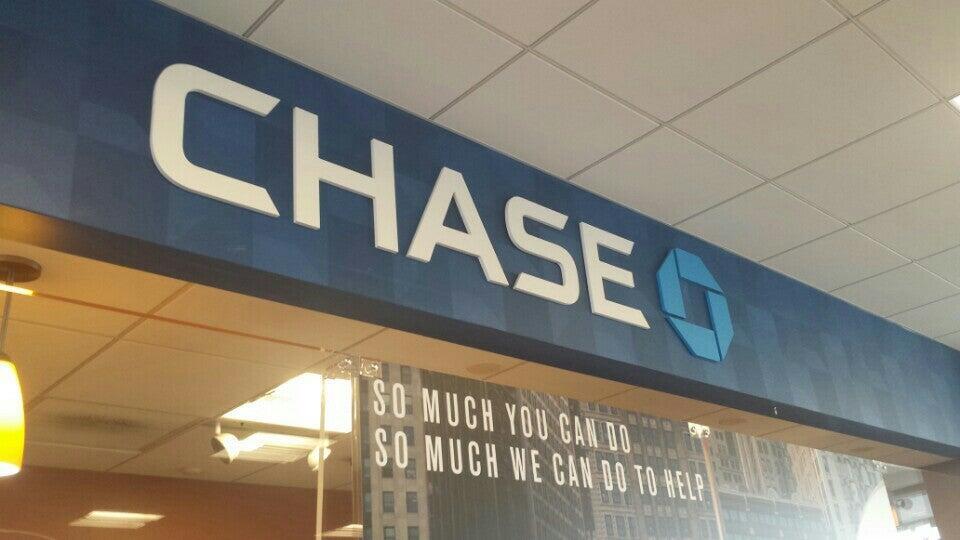 CHASE
SO MUCH YOU CAN DO
SO MUCH WE CAN DO TO HELP